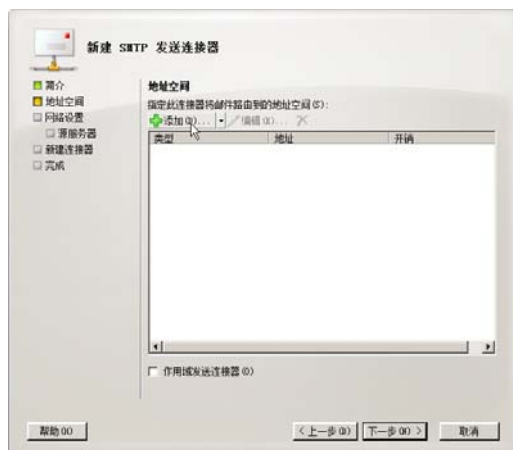 新建 SMTP 发送连接器
简介
地址空间
网络设置
源服务器
新建连接器
完成
地址空间
指定此连接器将邮件路由到的地址空间(S):
添加(D)... 编辑(E)...
类型 地址 开销
作用域发送连接器(O)
帮助(H) < 上一步(B) 下一步(N) > 取消